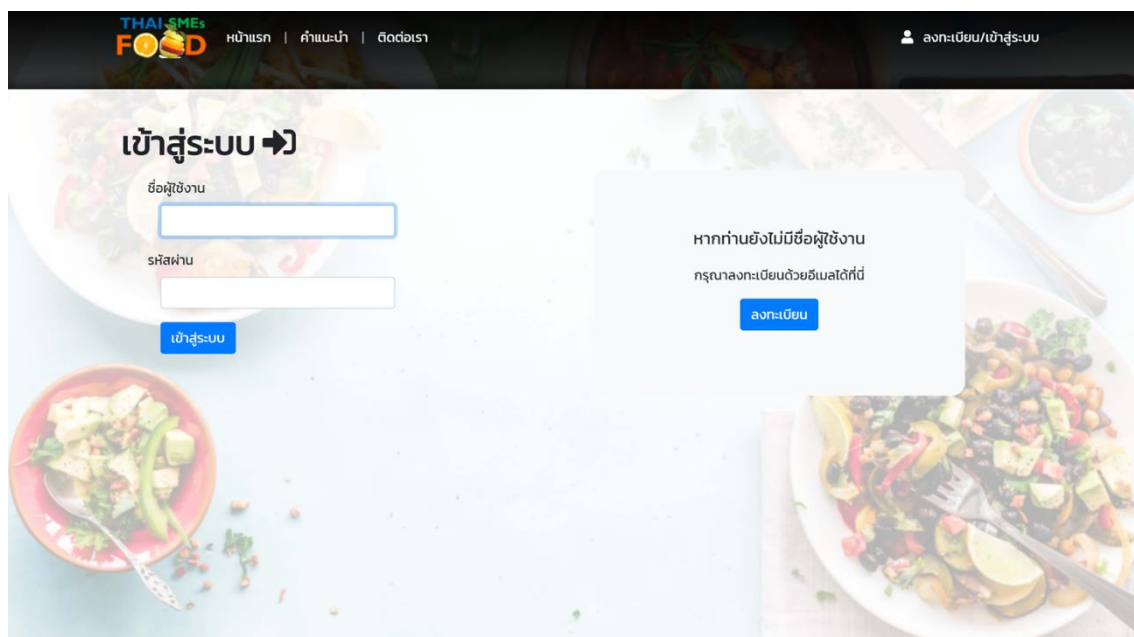 THAI SMEs
FOOD
หน้าแรก | คำแนะนำ | ติดต่อเรา
ลงทะเบียน/เข้าสู่ระบบ
เข้าสู่ระบบ
ชื่อผู้ใช้งาน
รหัสผ่าน
เข้าสู่ระบบ
หากท่านยังไม่มีชื่อผู้ใช้งาน
กรุณาลงทะเบียนด้วยอีเมลได้ที่นี่
ลงทะเบียน